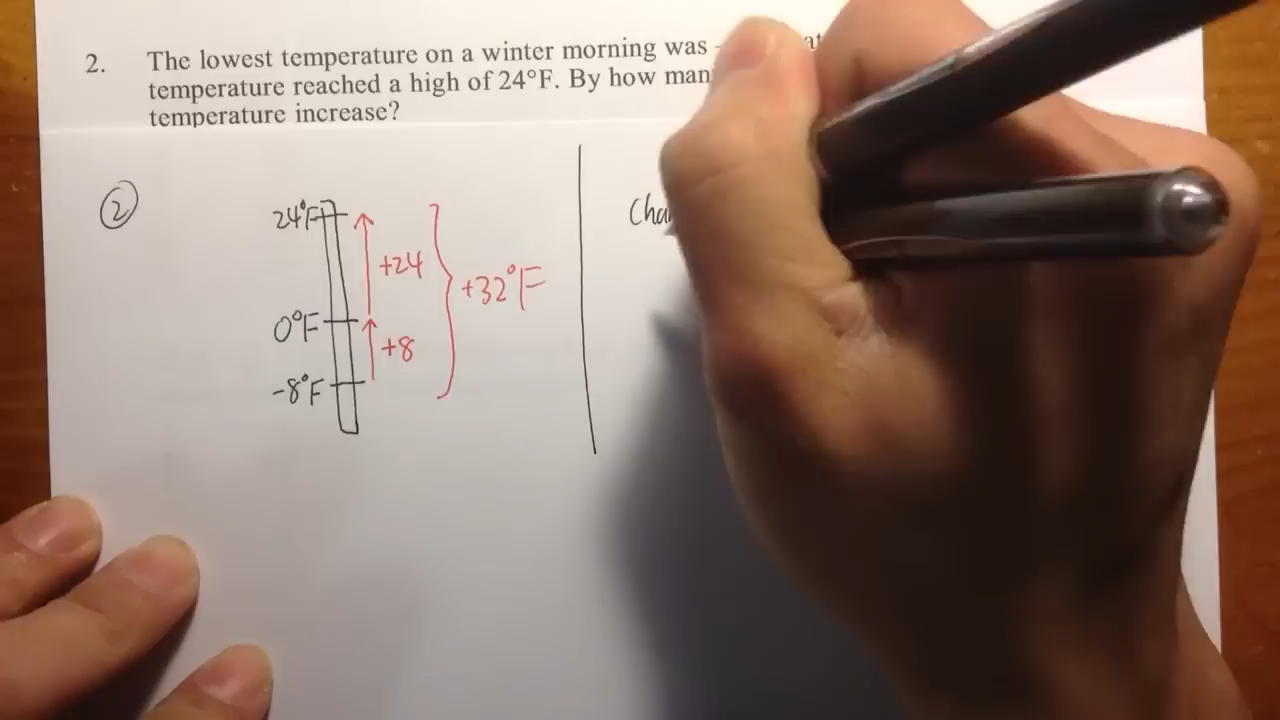 2. The lowest temperature on a winter morning was -
temperature reached a high of 24°F. By how man
temperature increase?
2
24°F
+24
+32°F
0°F
+8
-8°F
Cha